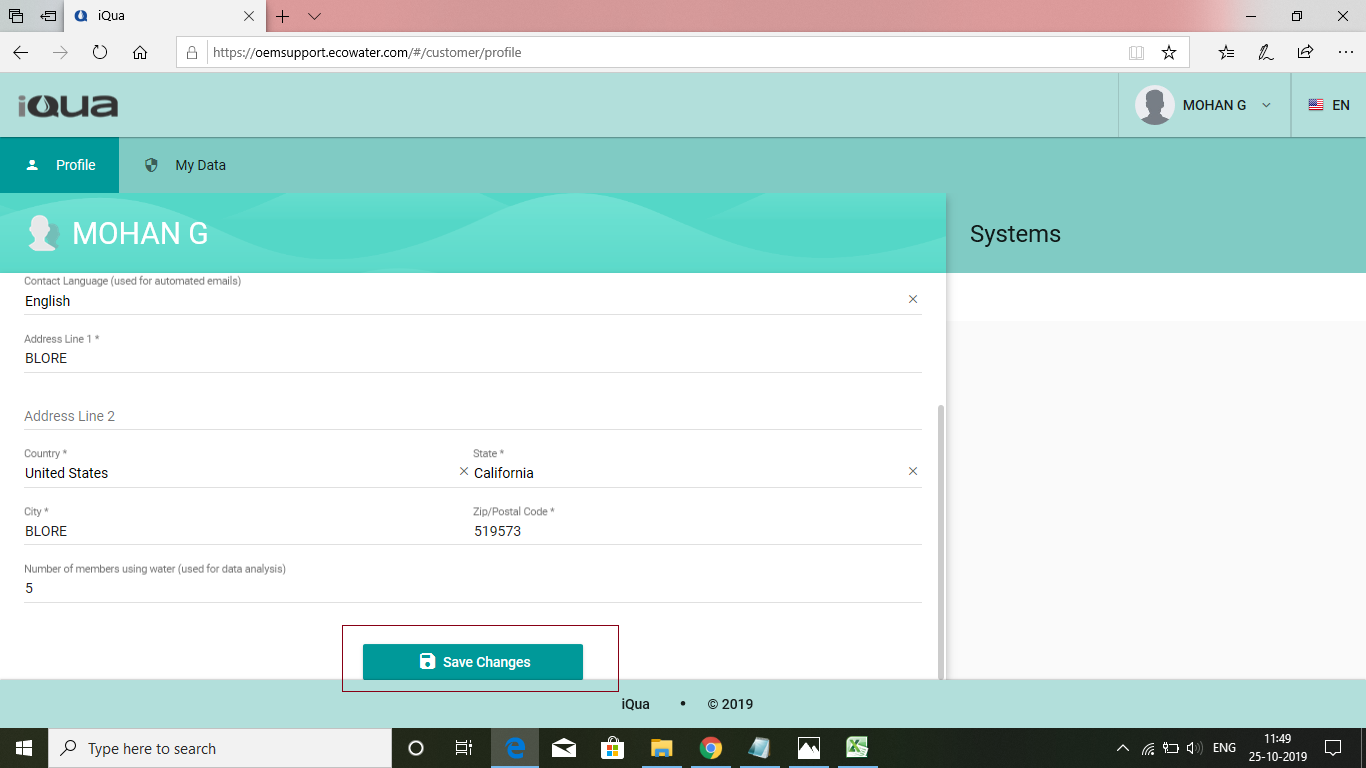 iQua
https://oemsupport.ecowater.com/#/customer/profile
iQua
MOHAN G
EN
Profile
My Data
MOHAN G
Systems
Contact Language (used for automated emails)
English
Address Line 1 *
BLORE
Address Line 2
Country *
State *
United States
California
City *
Zip/Postal Code *
BLORE
519573
Number of members using water (used for data analysis)
5
Save Changes
iQua • © 2019
Type here to search
ENG
11:49
25-10-2019